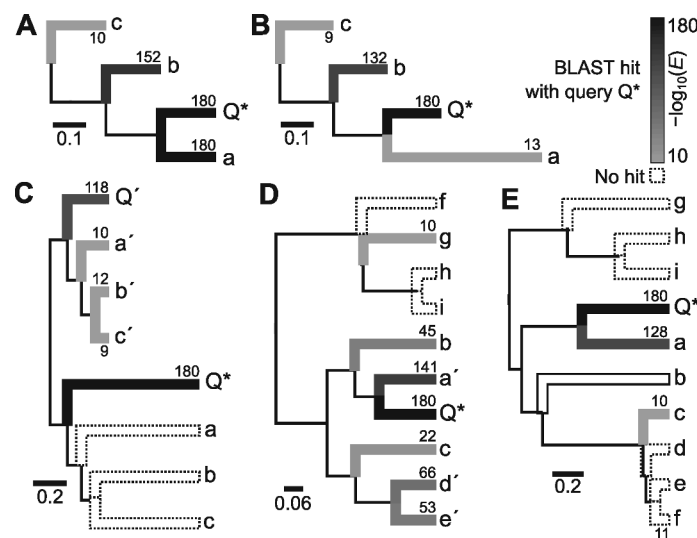 A
c
10
152
b
180
Q*
180
a
0.1
B
c
9
132
b
180
Q*
13
a
0.1
BLAST hit
with query Q*
180
−log10(E)
10
No hit
C
118
Q´
10
a´
12
b´
c´
9
180
Q*
a
b
c
0.2
D
f
10
g
h
i
45
b
141
a´
180
Q*
22
c
66
d´
53
e´
0.06
E
g
h
i
180
Q*
128
a
b
10
c
d
e
f
11
0.2